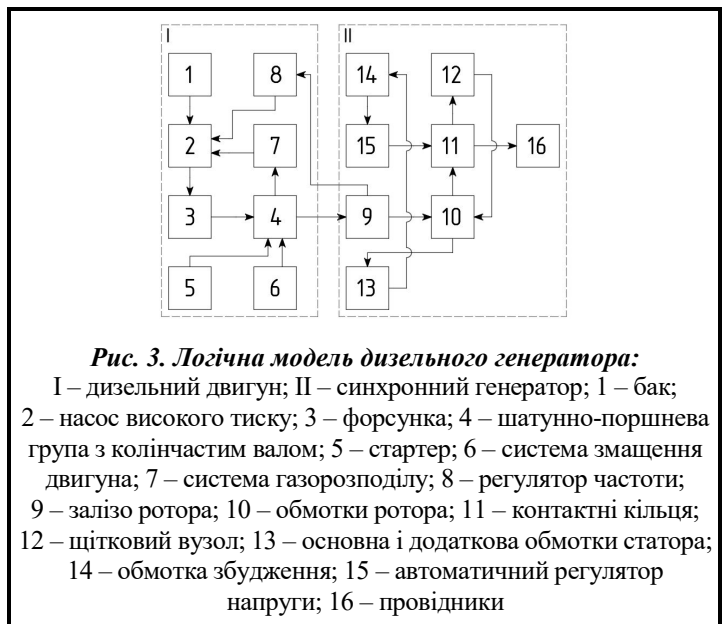 I
II
1
8
14
12
2
7
15
11
16
3
4
9
10
5
6
13
Рис. 3. Логічна модель дизельного генератора:
I – дизельний двигун; II – синхронний генератор; 1 – бак;
2 – насос високого тиску; 3 – форсунка; 4 – шатунно-поршнева
група з колінчастим валом; 5 – стартер; 6 – система змащення
двигуна; 7 – система газорозподілу; 8 – регулятор частоти;
9 – залізо ротора; 10 – обмотки ротора; 11 – контактні кільця;
12 – щітковий вузол; 13 – основна і додаткова обмотки статора;
14 – обмотка збудження; 15 – автоматичний регулятор
напруги; 16 – провідники